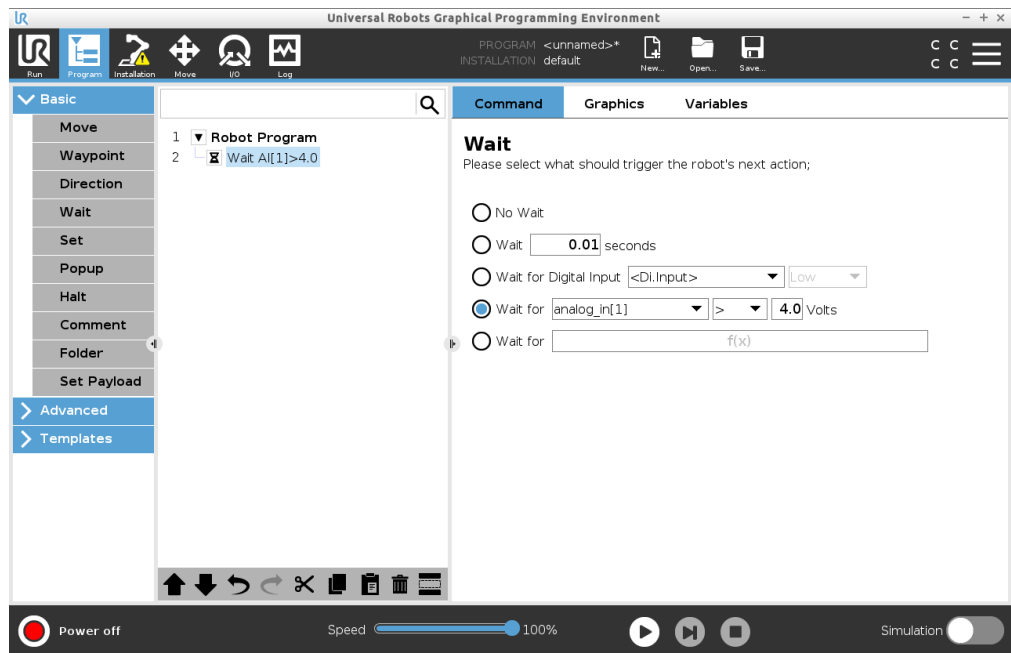 UR
Universal Robots Graphical Programming Environment
UR
Run
Program
Installation
Move
I/O
Log
PROGRAM <unnamed>*
INSTALLATION default
New...
Open...
Save...
C C
C C
Basic
Move
Waypoint
Direction
Wait
Set
Popup
Halt
Comment
Folder
Set Payload
Advanced
Templates
1 Robot Program
2 Wait AI[1]>4.0
Command Graphics Variables
Wait
Please select what should trigger the robot's next action;
No Wait
Wait 0.01 seconds
Wait for Digital Input <Di.Input> Low
Wait for analog_in[1] > 4.0 Volts
Wait for f(x)
Power off
Speed 100%
Simulation